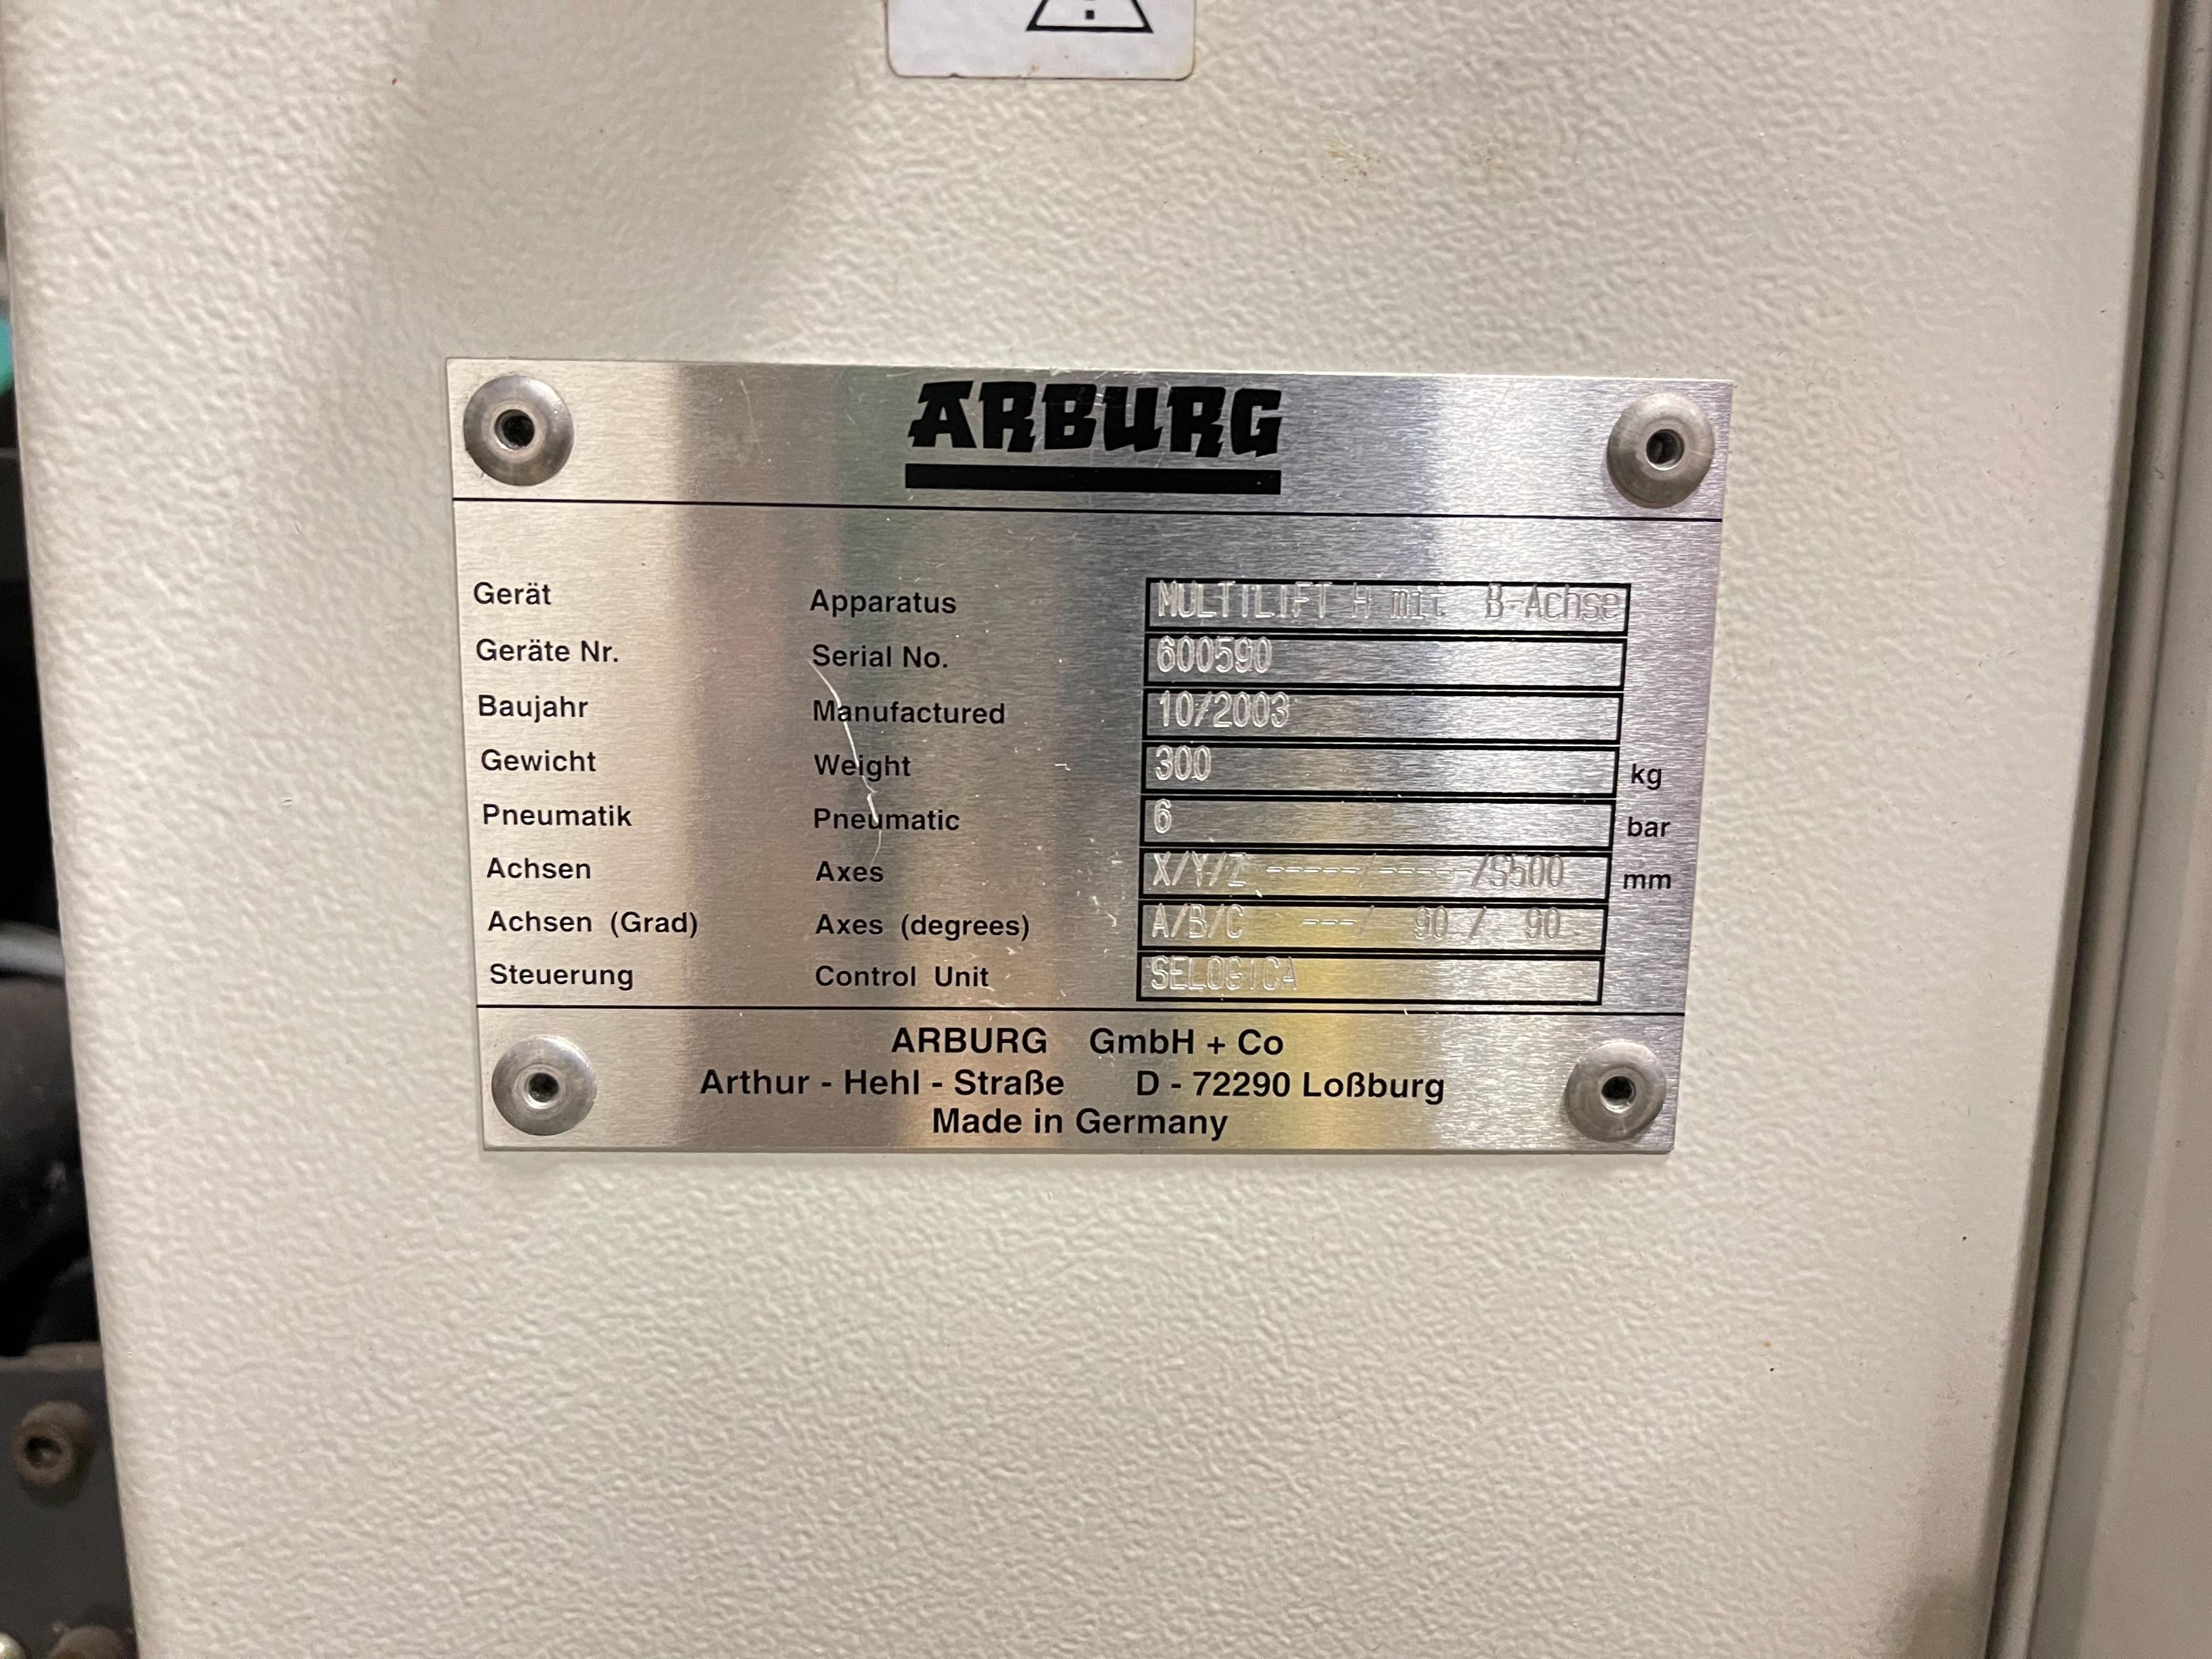 ARBURG
Gerät Apparatus MULTILIFT H mit B-Achse
Geräte Nr. Serial No. 600590
Baujahr Manufactured 10/2003
Gewicht Weight 300 kg
Pneumatik Pneumatic 6 bar
Achsen Axes X/Y/Z -----/-----/S500 mm
Achsen (Grad) Axes (degrees) A/B/C ---/ 90 / 90
Steuerung Control Unit SELOGICA
ARBURG GmbH + Co
Arthur - Hehl - Straße D - 72290 Loßburg
Made in Germany